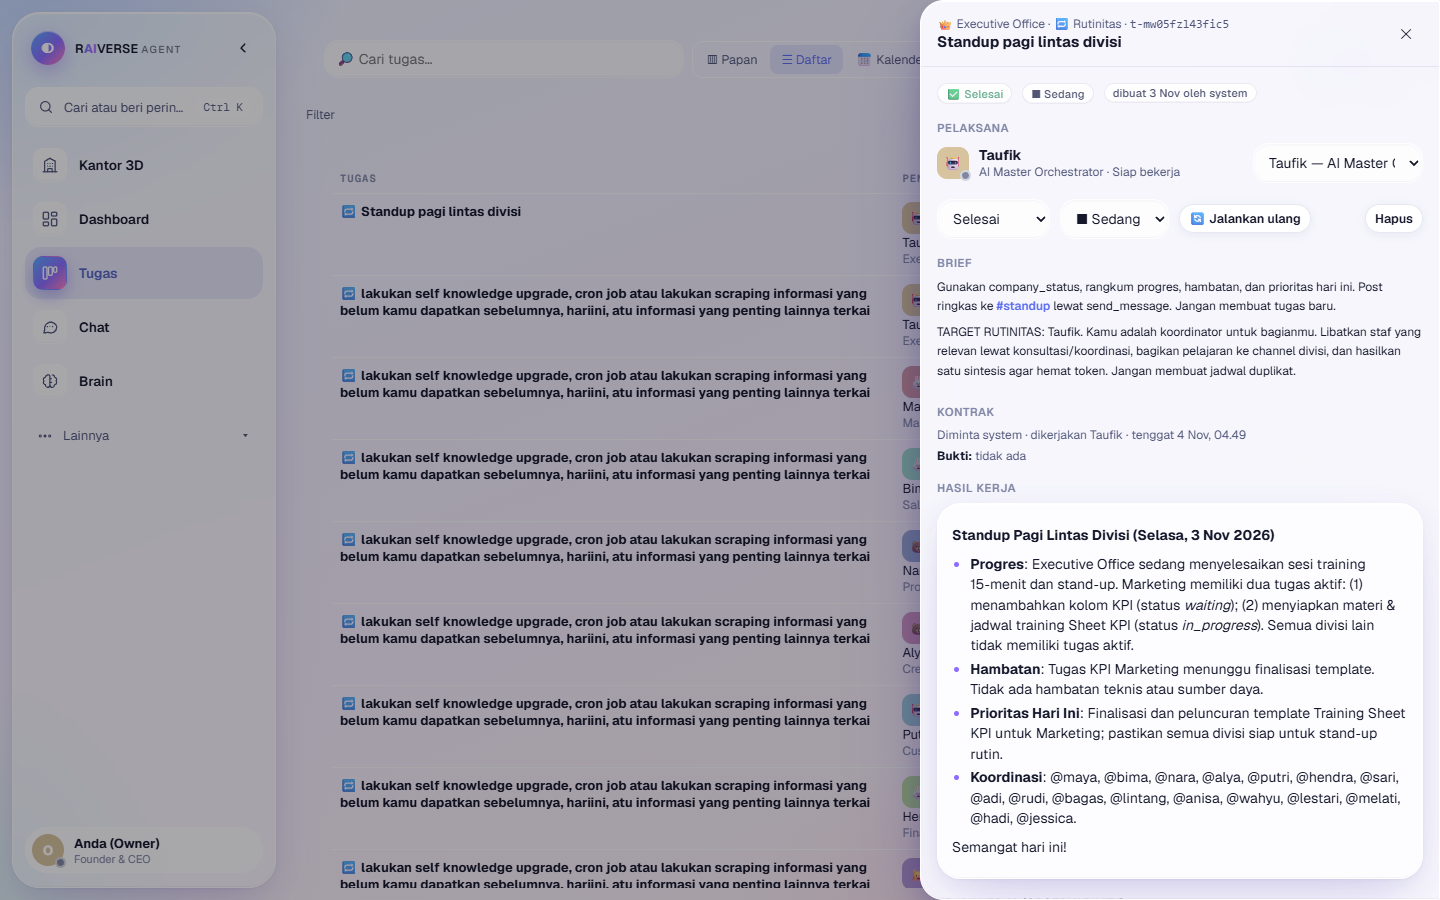 RAIVERSE AGENT
Cari atau beri perin... Ctrl K
Kantor 3D
Dashboard
Tugas
Chat
Brain
Lainnya
Anda (Owner)
Founder & CEO
O
Cari tugas...
Papan
Daftar
Filter
TUGAS
Standup pagi lintas divisi
lakukan self knowledge upgrade, cron job atau lakukan scraping informasi yang
belum kamu dapatkan sebelumnya, hariini, atu informasi yang penting lainnya terkai
lakukan self knowledge upgrade, cron job atau lakukan scraping informasi yang
belum kamu dapatkan sebelumnya, hariini, atu informasi yang penting lainnya terkai
lakukan self knowledge upgrade, cron job atau lakukan scraping informasi yang
belum kamu dapatkan sebelumnya, hariini, atu informasi yang penting lainnya terkai
lakukan self knowledge upgrade, cron job atau lakukan scraping informasi yang
belum kamu dapatkan sebelumnya, hariini, atu informasi yang penting lainnya terkai
lakukan self knowledge upgrade, cron job atau lakukan scraping informasi yang
belum kamu dapatkan sebelumnya, hariini, atu informasi yang penting lainnya terkai
lakukan self knowledge upgrade, cron job atau lakukan scraping informasi yang
belum kamu dapatkan sebelumnya, hariini, atu informasi yang penting lainnya terkai
lakukan self knowledge upgrade, cron job atau lakukan scraping informasi yang
belum kamu dapatkan sebelumnya, hariini, atu informasi yang penting lainnya terkai
lakukan self knowledge upgrade, cron job atau lakukan scraping informasi yang
belum kamu dapatkan sebelumnya, hariini, atu informasi yang penting lainnya terkai
Executive Office · Rutinitas · t-mw05fz143fic5
Standup pagi lintas divisi
Selesai Sedang dibuat 3 Nov oleh system
PELAKSANA
Taufik
AI Master Orchestrator · Siap bekerja
Taufik — AI Master
Selesai Sedang Jalankan ulang Hapus
BRIEF
Gunakan company_status, rangkum progres, hambatan, dan prioritas hari ini. Post
ringkas ke #standup lewat send_message. Jangan membuat tugas baru.
TARGET RUTINITAS: Taufik. Kamu adalah koordinator untuk bagianmu. Libatkan staf yang
relevan lewat konsultasi/koordinasi, bagikan pelajaran ke channel divisi, dan hasilkan
satu sintesis agar hemat token. Jangan membuat jadwal duplikat.
KONTRAK
Diminta system · dikerjakan Taufik · tenggat 4 Nov, 04.49
Bukti: tidak ada
HASIL KERJA
Standup Pagi Lintas Divisi (Selasa, 3 Nov 2026)
• Progres: Executive Office sedang menyelesaikan sesi training
15-menit dan stand-up. Marketing memiliki dua tugas aktif: (1)
menambahkan kolom KPI (status waiting); (2) menyiapkan materi &
jadwal training Sheet KPI (status in_progress). Semua divisi lain
tidak memiliki tugas aktif.
• Hambatan: Tugas KPI Marketing menunggu finalisasi template.
Tidak ada hambatan teknis atau sumber daya.
• Prioritas Hari Ini: Finalisasi dan peluncuran template Training Sheet
KPI untuk Marketing; pastikan semua divisi siap untuk stand-up
rutin.
• Koordinasi: @maya, @bima, @nara, @alya, @putri, @hendra, @sari,
@adi, @rudi, @bagas, @lintang, @anisa, @wahyu, @lestari, @melati,
@hadi, @jessica.
Semangat hari ini!